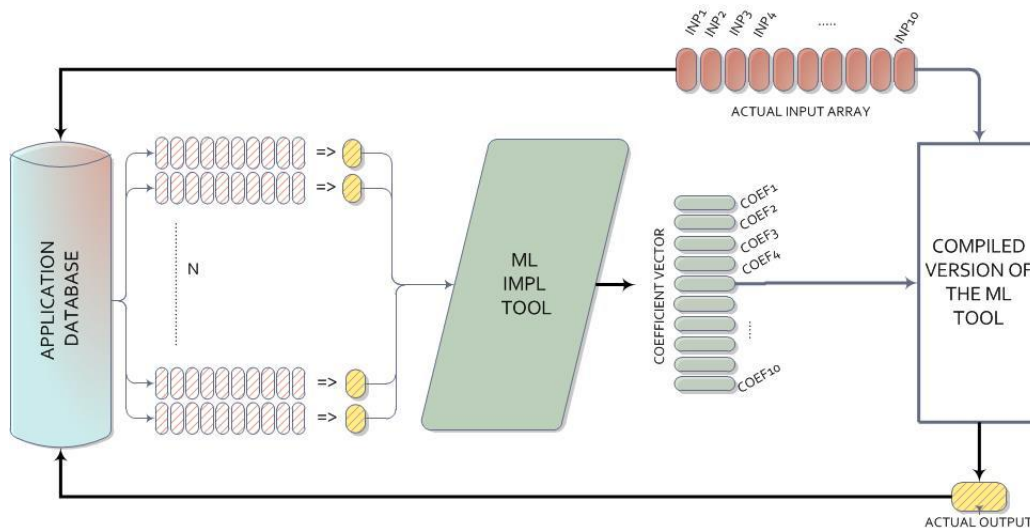 INP1
INP2
INP3
INP4
.....
INP10
ACTUAL INPUT ARRAY
APPLICATION
DATABASE
=>
=>
N
=>
=>
ML
IMPL
TOOL
COEFFICIENT VECTOR
COEF1
COEF2
COEF3
COEF4
.....
COEF10
COMPILED
VERSION OF
THE ML
TOOL
ACTUAL OUTPUT